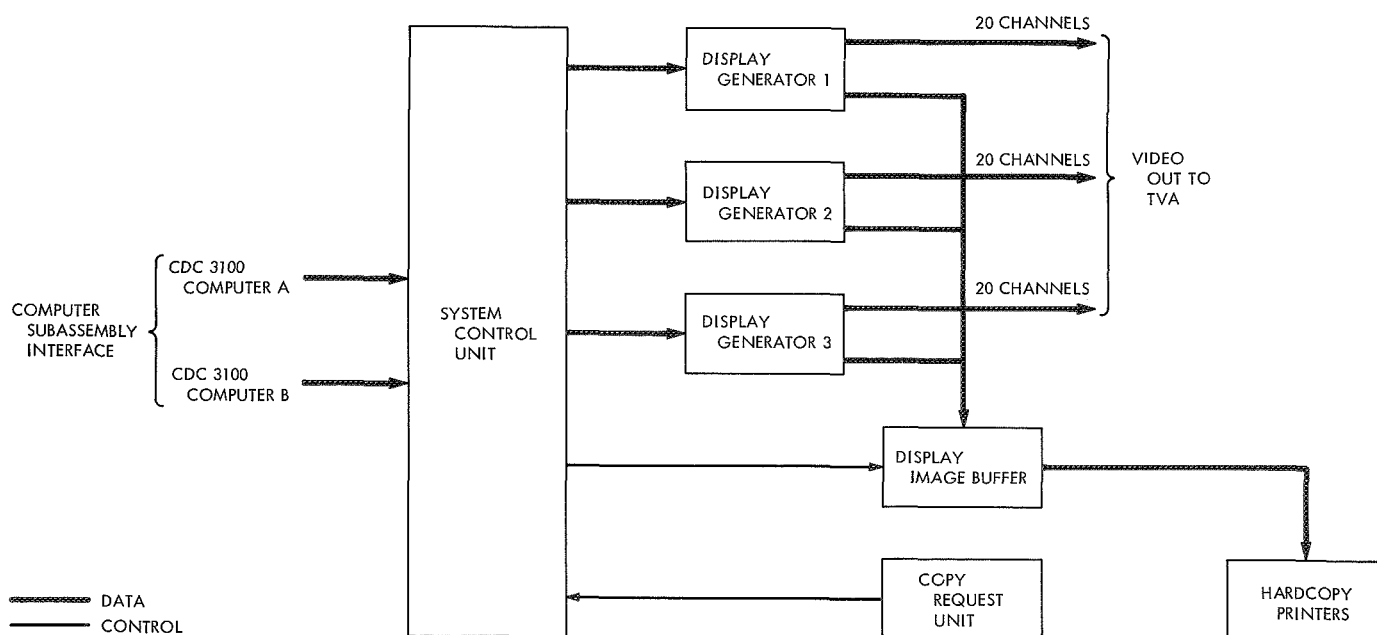 COMPUTER
SUBASSEMBLY
INTERFACE
CDC 3100
COMPUTER A
CDC 3100
COMPUTER B
SYSTEM
CONTROL
UNIT
DISPLAY
GENERATOR 1
20 CHANNELS
DISPLAY
GENERATOR 2
20 CHANNELS
DISPLAY
GENERATOR 3
20 CHANNELS
VIDEO
OUT TO
TVA
DISPLAY
IMAGE BUFFER
COPY
REQUEST
UNIT
HARDCOPY
PRINTERS
DATA
CONTROL